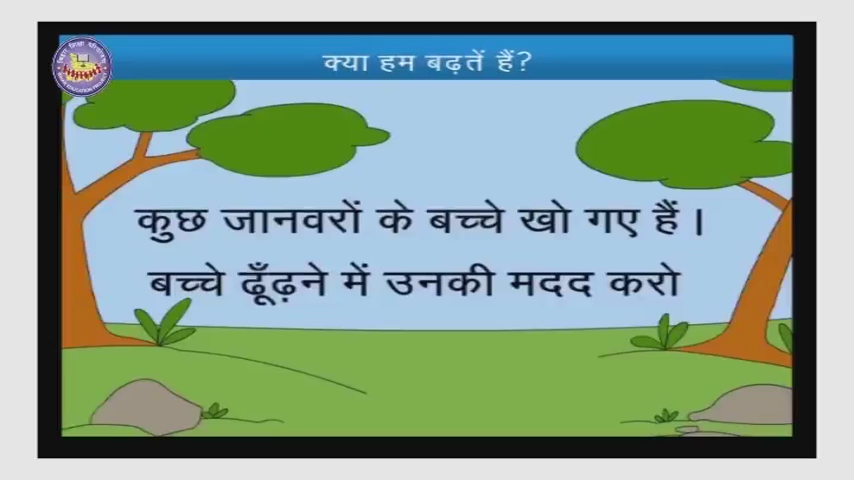 क्या हम बढ़तें हैं?
कुछ जानवरों के बच्चे खो गए हैं।
बच्चे ढूँढ़ने में उनकी मदद करो